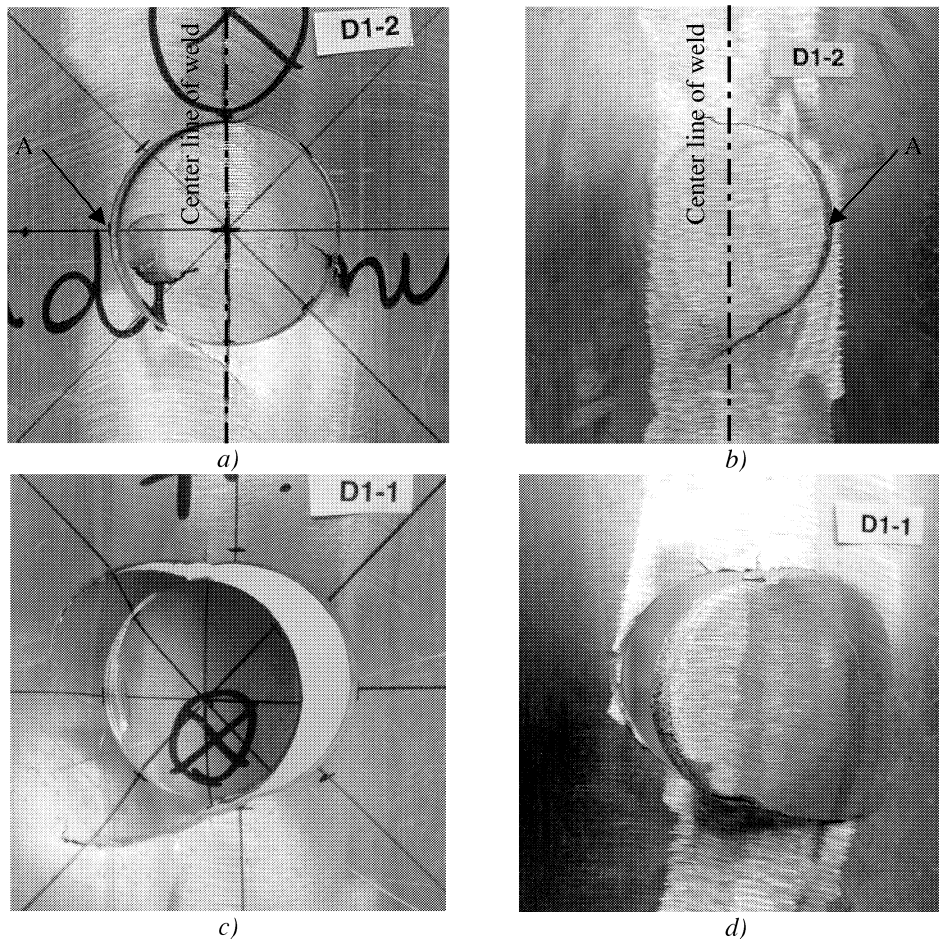 D1-2
Center line of weld
A
a)
D1-2
Center line of weld
A
b)
D1-1
c)
D1-1
d)